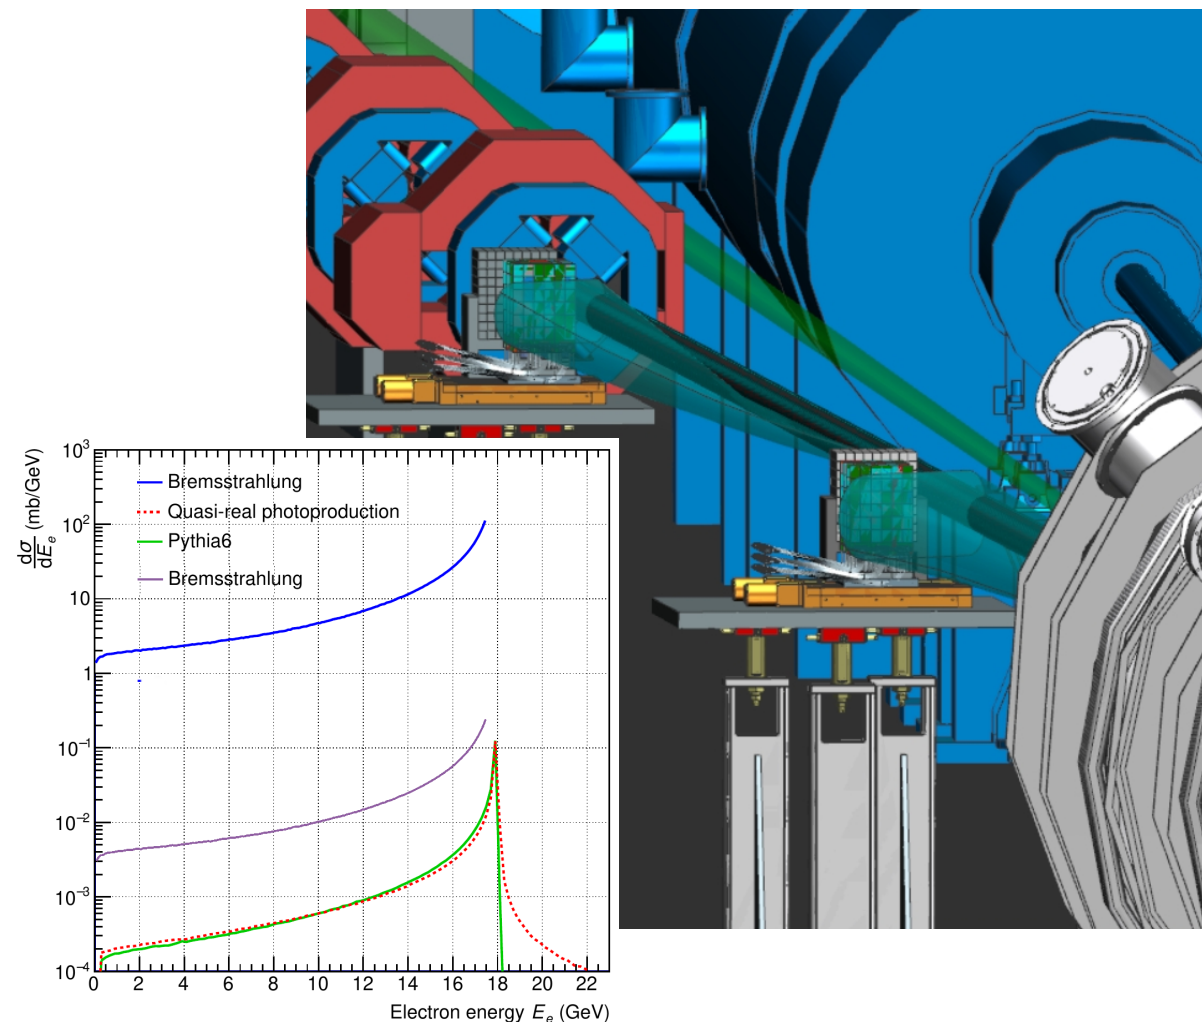 dσ/dE_e (mb/GeV)
10³
10²
10
1
10⁻¹
10⁻²
10⁻³
10⁻⁴
Bremsstrahlung
Quasi-real photoproduction
Pythia6
Bremsstrahlung
0 2 4 6 8 10 12 14 16 18 20 22
Electron energy E_e (GeV)